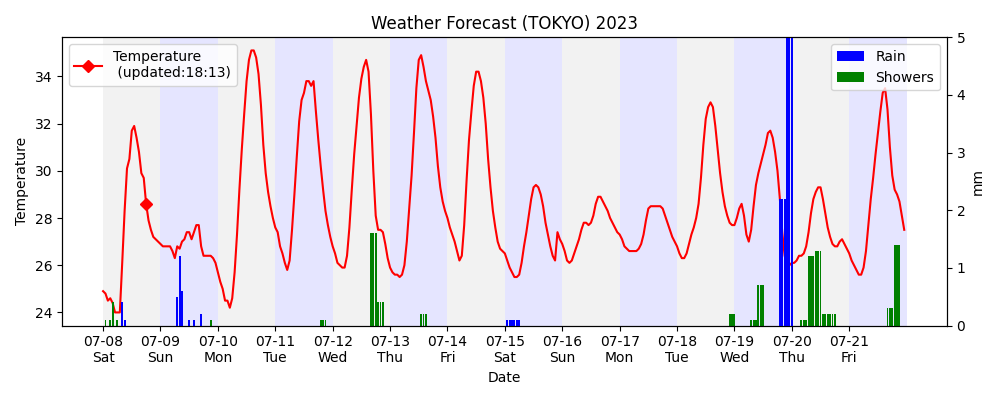 Weather Forecast (TOKYO) 2023
Temperature
(updated:18:13)
Rain
Showers
Temperature
34
32
30
28
26
24
5
4
3
2
1
0
mm
07-08 07-09 07-10 07-11 07-12 07-13 07-14 07-15 07-16 07-17 07-18 07-19 07-20 07-21
Sat Sun Mon Tue Wed Thu Fri Sat Sun Mon Tue Wed Thu Fri
Date